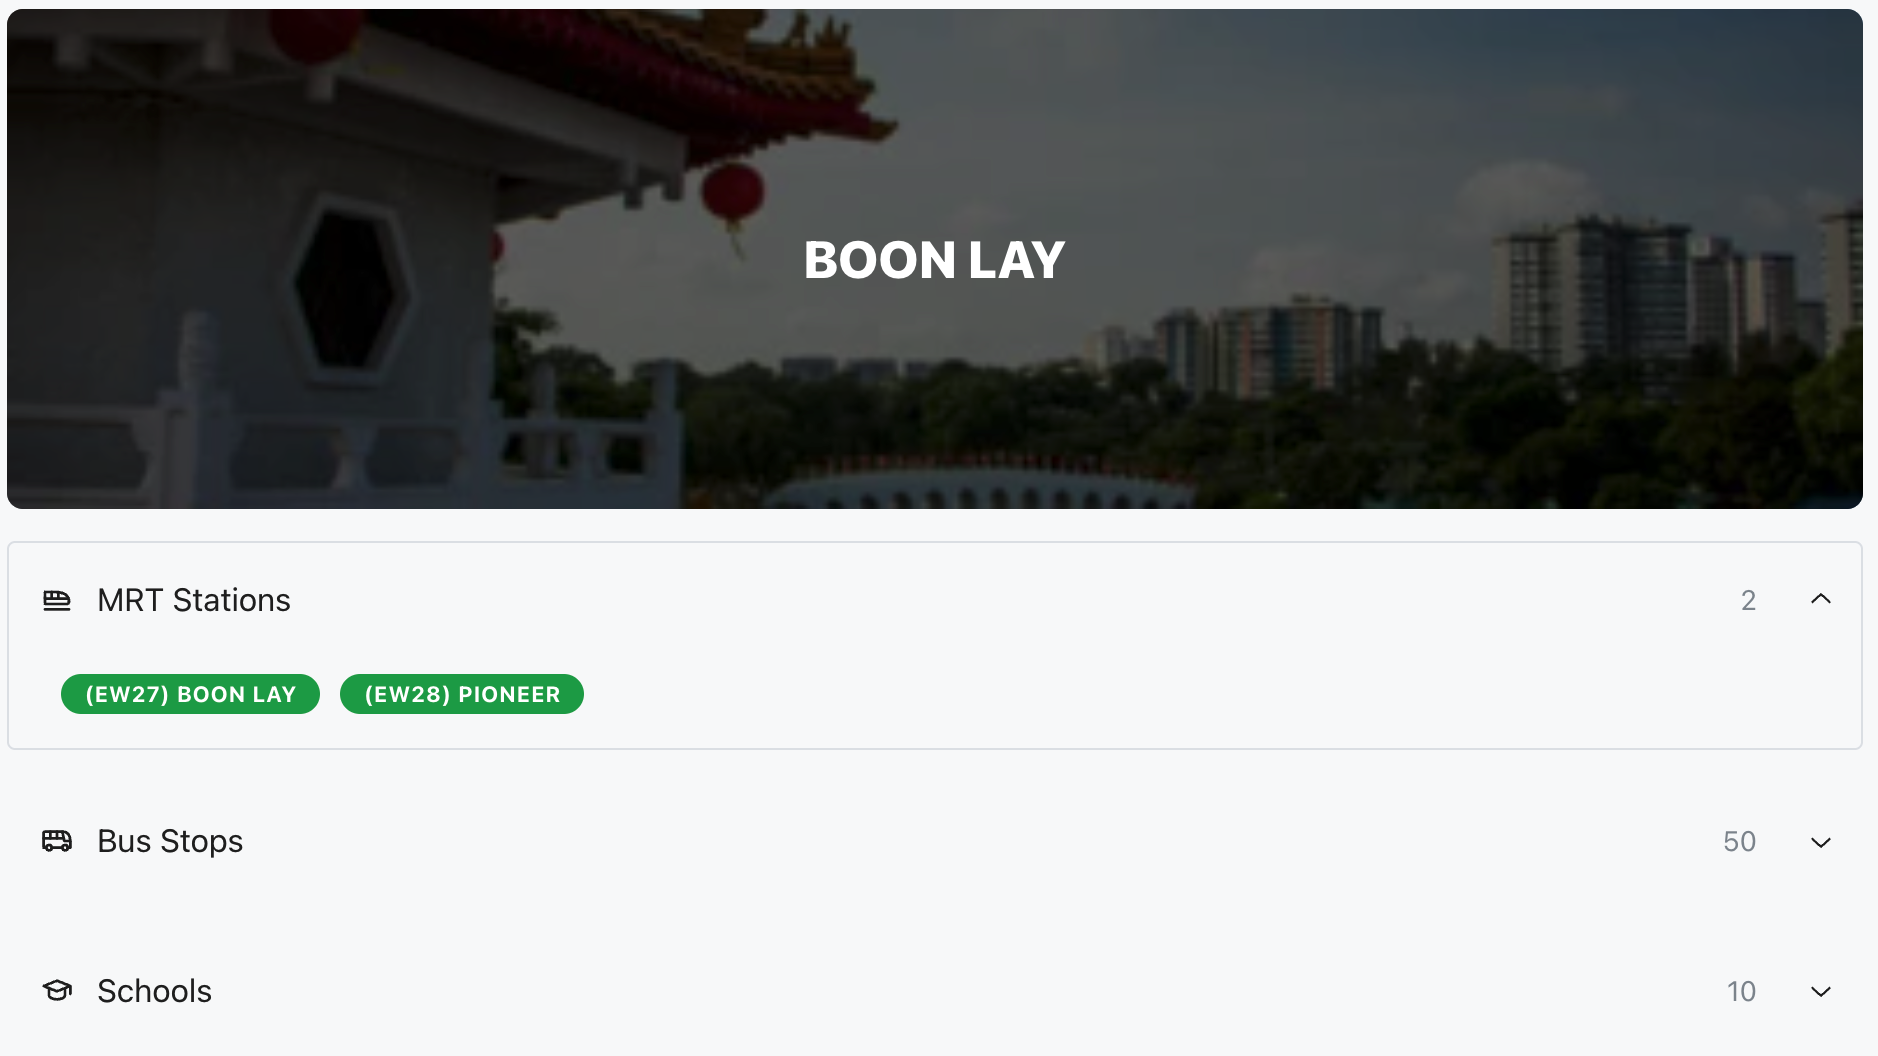 BOON LAY
MRT Stations 2
(EW27) BOON LAY (EW28) PIONEER
Bus Stops 50
Schools 10